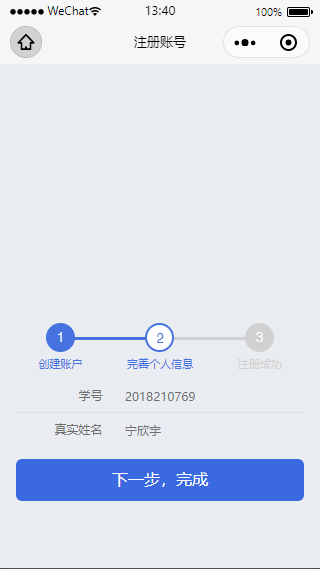 WeChat 13:40 100%
注册账号
1 2 3
创建账户 完善个人信息 注册成功
学号 2018210769
真实姓名 宁欣宇
下一步，完成